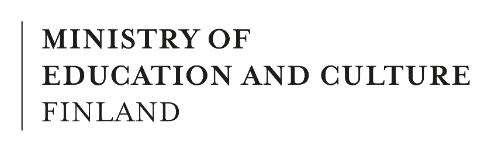 MINISTRY OF
EDUCATION AND CULTURE
FINLAND